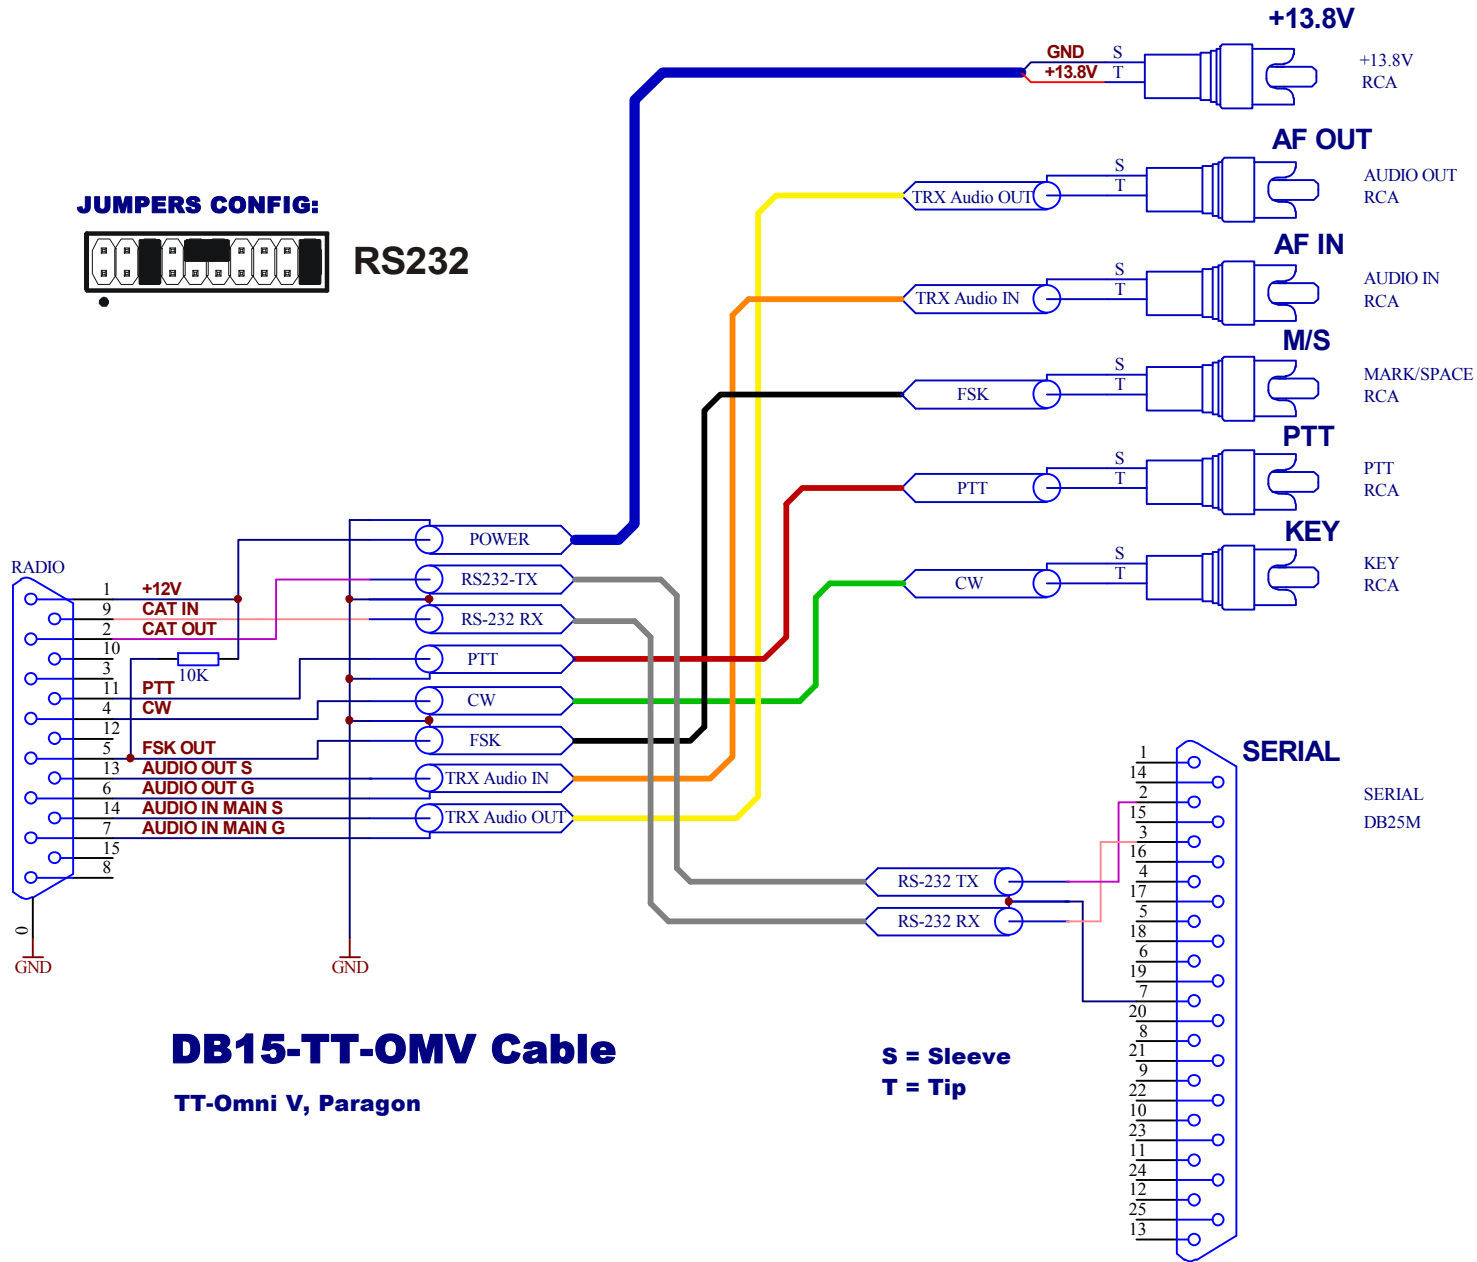 +13.8V
GND S
+13.8V T
+13.8V
RCA
AF OUT
S
T
TRX Audio OUT
AUDIO OUT
RCA
JUMPERS CONFIG:
RS232
AF IN
S
T
TRX Audio IN
AUDIO IN
RCA
M/S
S
T
FSK
MARK/SPACE
RCA
PTT
S
T
PTT
PTT
RCA
KEY
S
T
CW
KEY
RCA
RADIO
1 +12V
9 CAT IN
2 CAT OUT
10
3
11 PTT
4 CW
12
5 FSK OUT
13 AUDIO OUT S
6 AUDIO OUT G
14 AUDIO IN MAIN S
7 AUDIO IN MAIN G
15
8
0
GND
10K
GND
POWER
RS232-TX
RS-232 RX
PTT
CW
FSK
TRX Audio IN
TRX Audio OUT
RS-232 TX
RS-232 RX
SERIAL
SERIAL
DB25M
1
14
2
15
3
16
4
17
5
18
6
19
7
20
8
21
9
22
10
23
11
24
12
25
13
DB15-TT-OMV Cable
TT-Omni V, Paragon
S = Sleeve
T = Tip